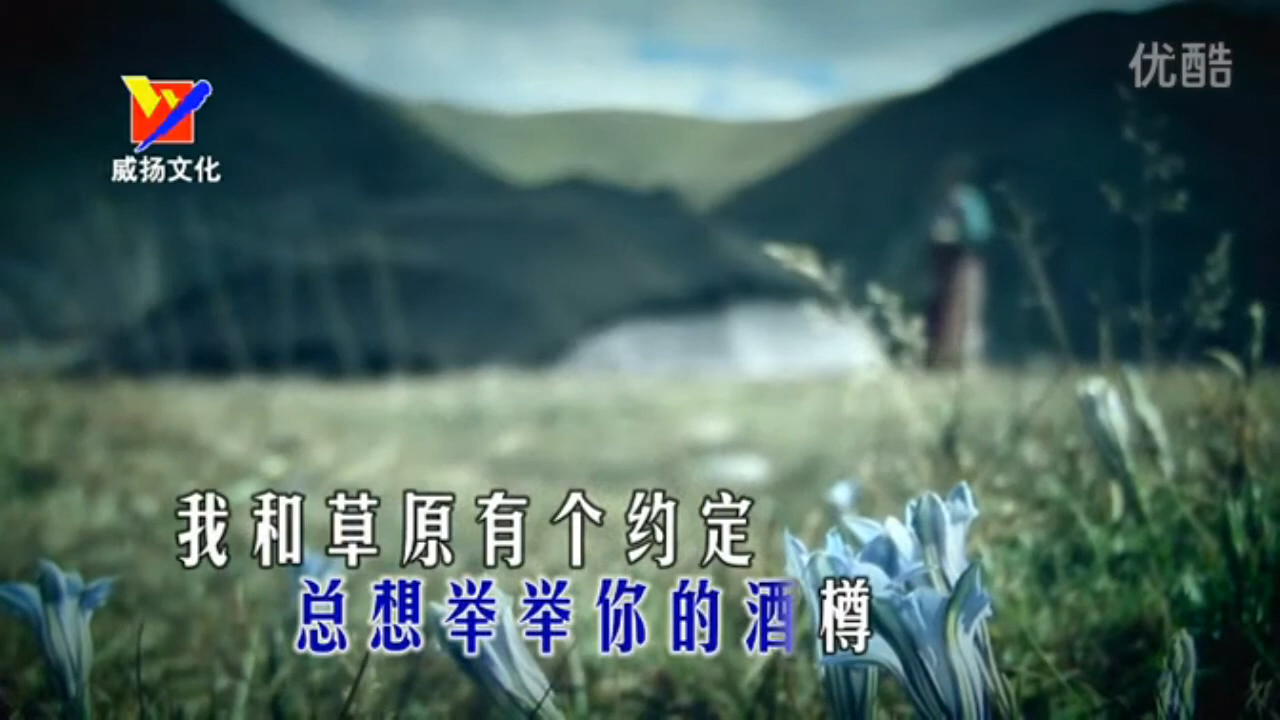 优酷
威扬文化
我和草原有个约定
总想举举你的酒樽